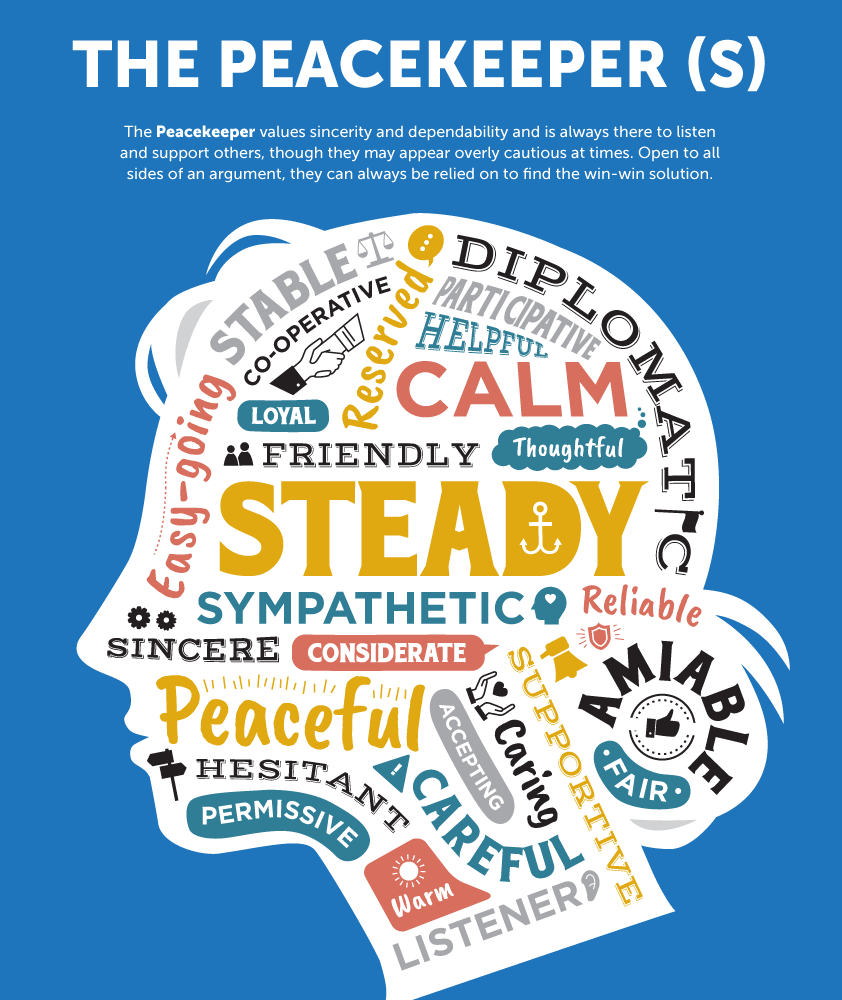 THE PEACEKEEPER (S)
The Peacekeeper values sincerity and dependability and is always there to listen
and support others, though they may appear overly cautious at times. Open to all
sides of an argument, they can always be relied on to find the win-win solution.
STABLE
CO-OPERATIVE
Reserved
DIPLOMATIC
PARTICIPATIVE
HELPFUL
CALM
LOYAL
Easy-going
FRIENDLY
Thoughtful
STEADY
SYMPATHETIC
Reliable
SINCERE
CONSIDERATE
SUPPORTIVE
AMIABLE
Peaceful
ACCEPTING
Caring
FAIR
HESITANT
CAREFUL
PERMISSIVE
Warm
LISTENER